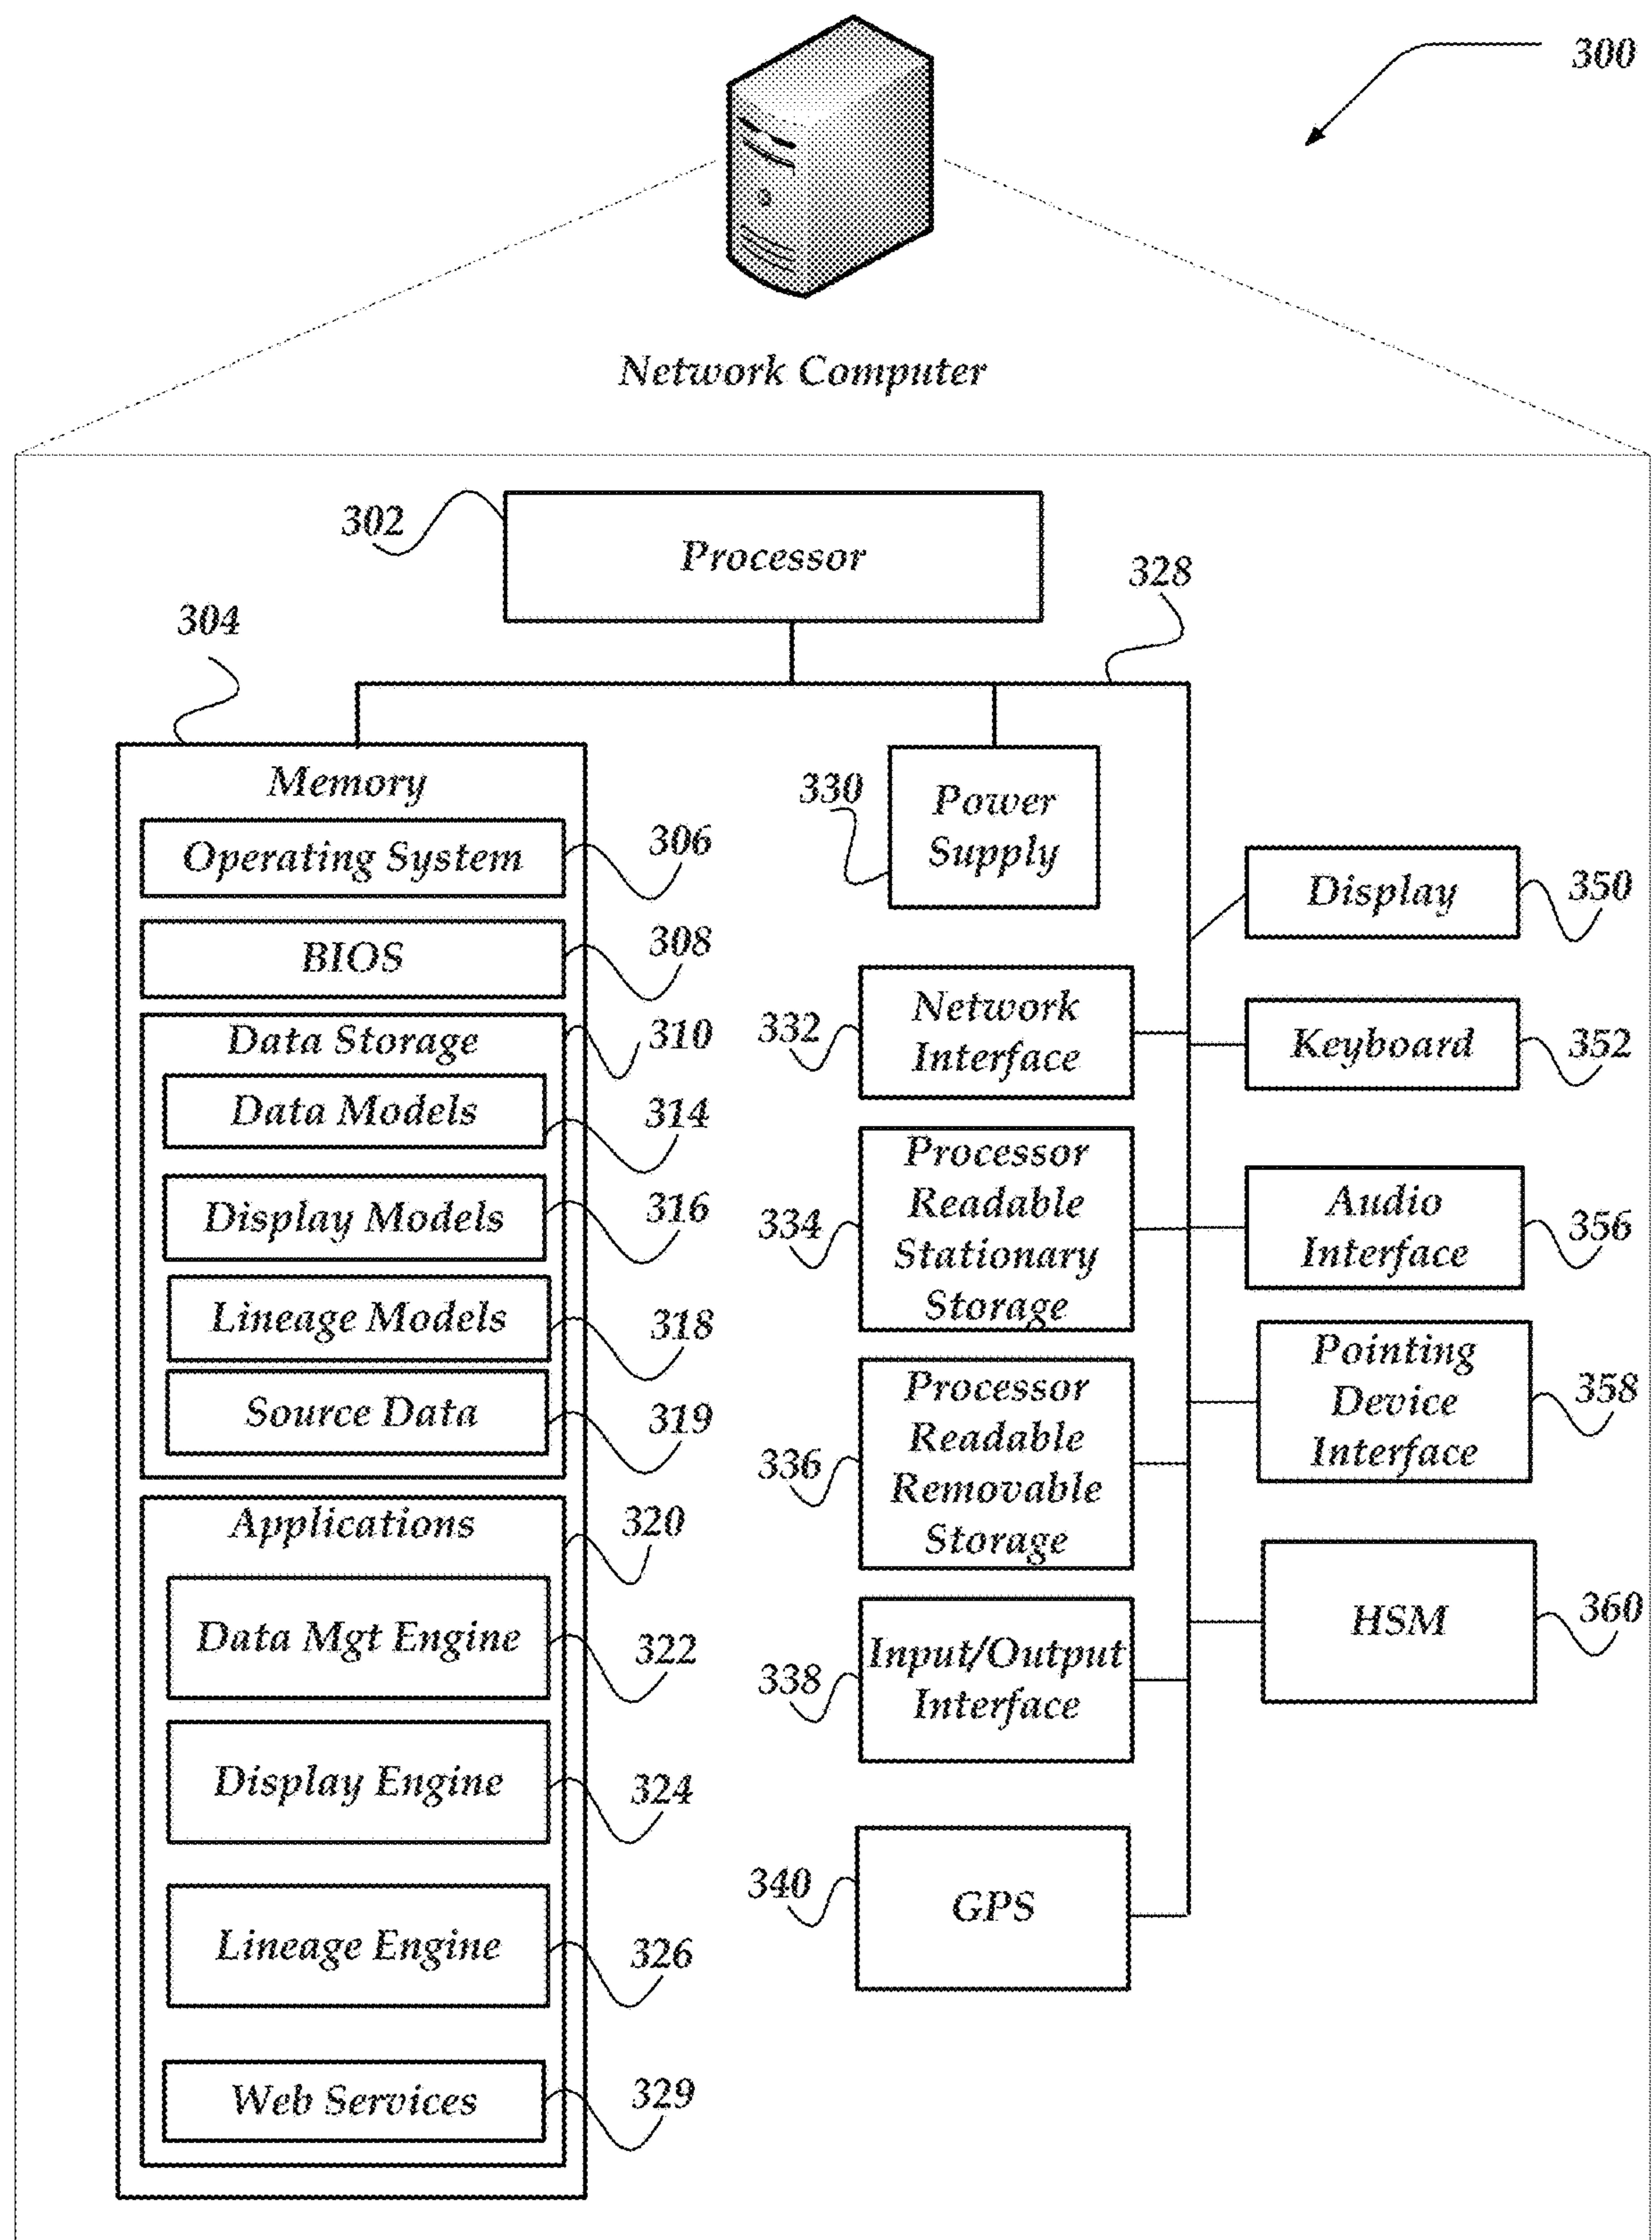 300
Network Computer
302
Processor
328
304
Memory
Operating System
306
BIOS
308
Data Storage
310
Data Models
314
Display Models
316
Lineage Models
318
Source Data
319
Applications
320
Data Mgt Engine
322
Display Engine
324
Lineage Engine
326
Web Services
329
330
Power
Supply
332
Network
Interface
334
Processor
Readable
Stationary
Storage
336
Processor
Readable
Removable
Storage
338
Input/Output
Interface
340
GPS
Display
350
Keyboard
352
Audio
Interface
356
Pointing
Device
Interface
358
HSM
360